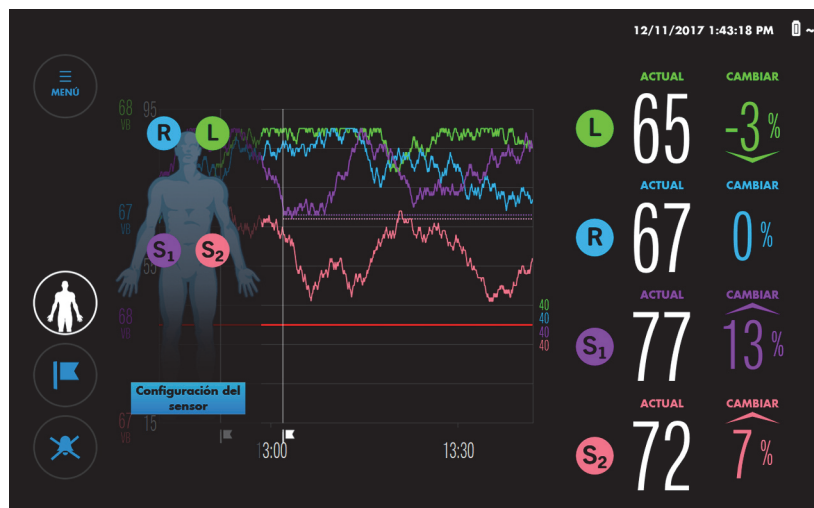 12/11/2017 1:43:18 PM
MENÚ
68
VB
95
R
L
67
VB
55
S1
S2
68
VB
67
VB
15
Configuración del
sensor
40
40
40
40
13:00
13:30
ACTUAL CAMBIAR
L 65 -3 %
ACTUAL CAMBIAR
R 67 0 %
ACTUAL CAMBIAR
S1 77 13 %
ACTUAL CAMBIAR
S2 72 7 %